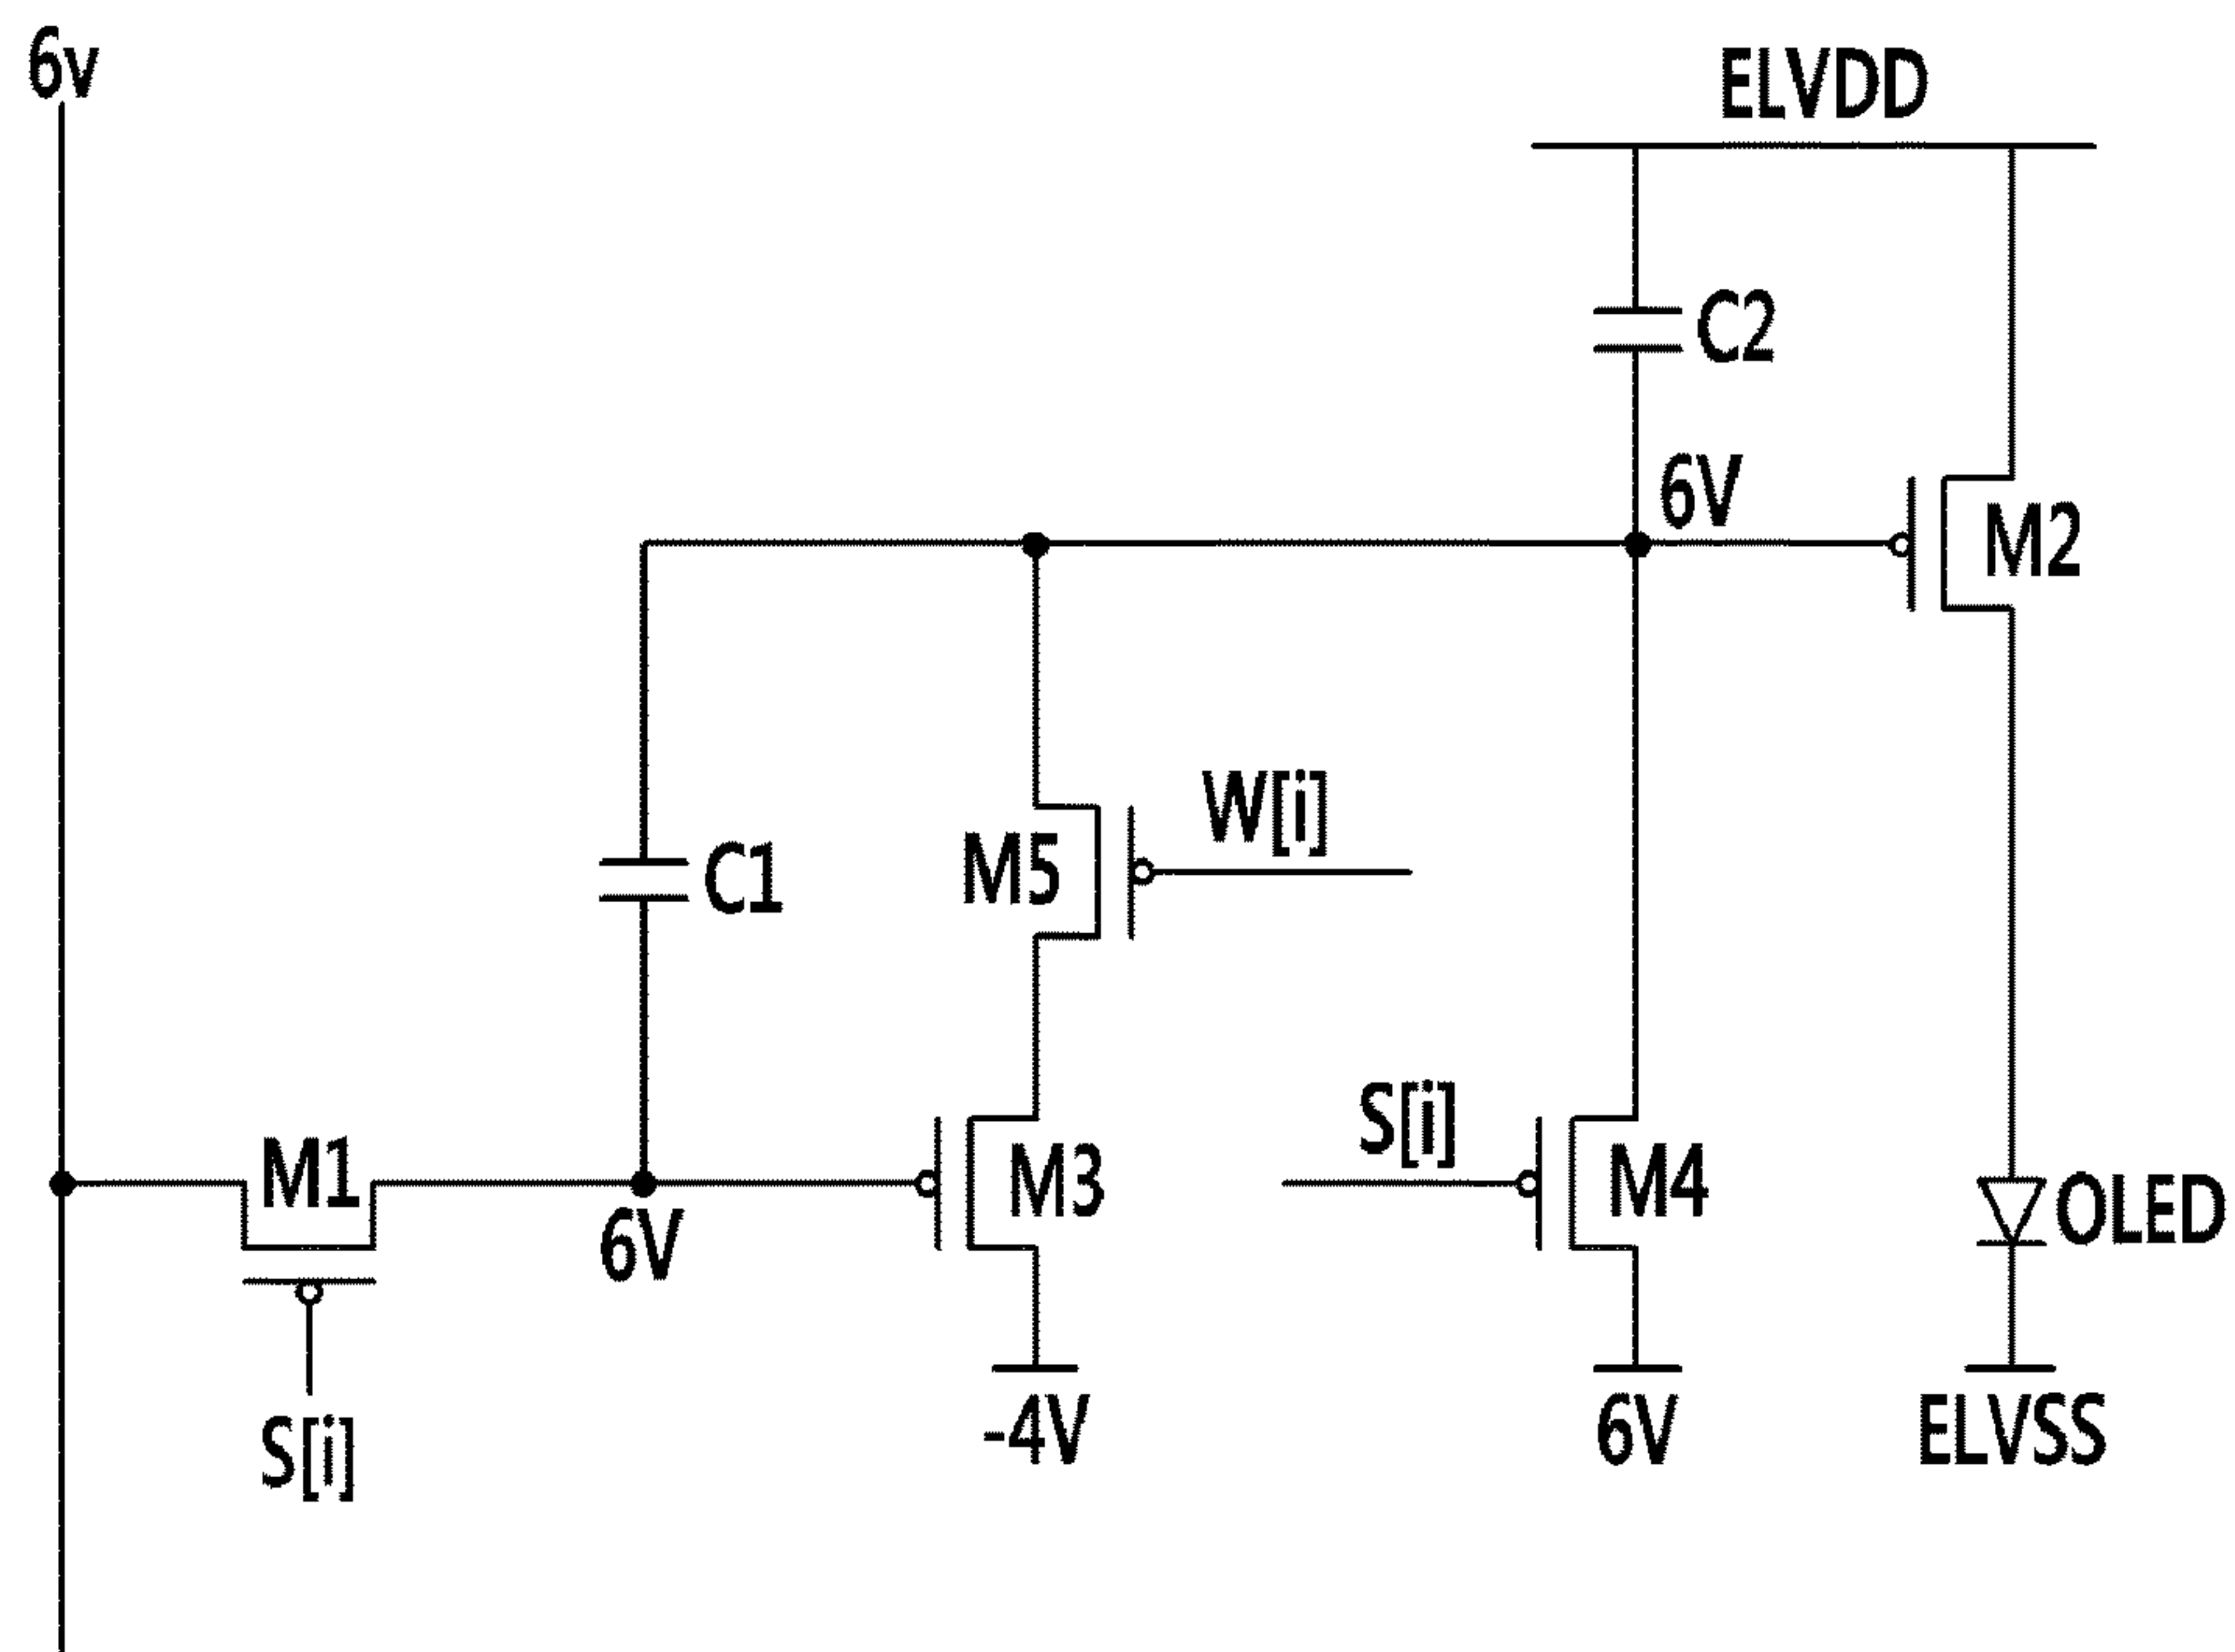 6v
ELVDD
C2
6V
M2
W[i]
M5
C1
S[i]
M1
M3
M4
OLED
6V
-4V
6V
ELVSS
S[i]